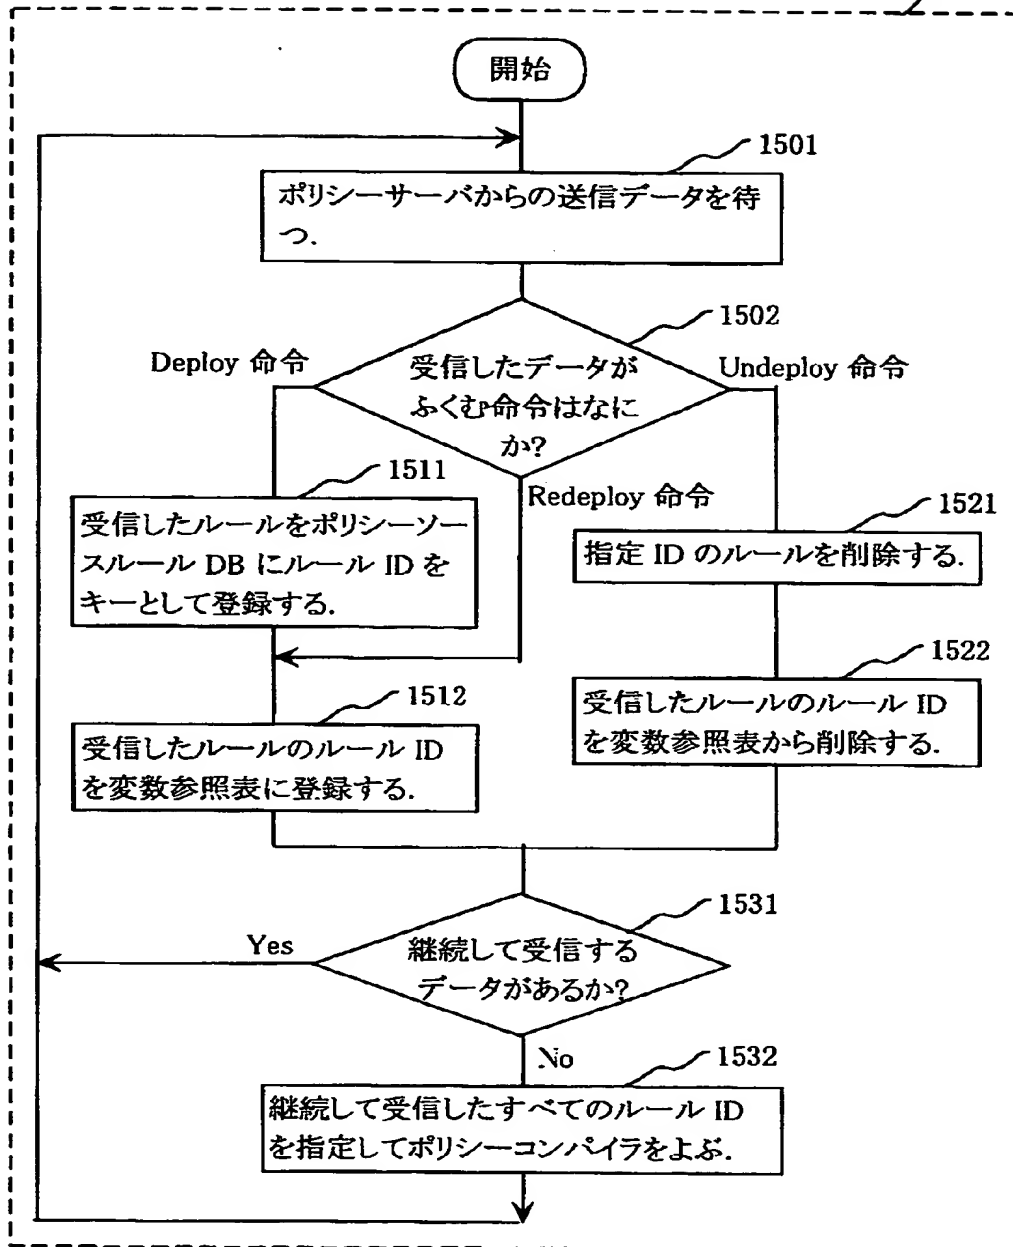 開始
1501
ポリシーサーバからの送信データを待
つ.
1502
Deploy 命令
Undeploy 命令
受信したデータが
ふくむ命令はなに
か?
Redeploy 命令
1511
受信したルールをポリシーソー
スルール DB にルール ID を
キーとして登録する.
1521
指定 ID のルールを削除する.
1512
受信したルールのルール ID
を変数参照表に登録する.
1522
受信したルールのルール ID
を変数参照表から削除する.
1531
Yes
継続して受信する
データがあるか?
No
1532
継続して受信したすべてのルール ID
を指定してポリシーコンパイラをよぶ.